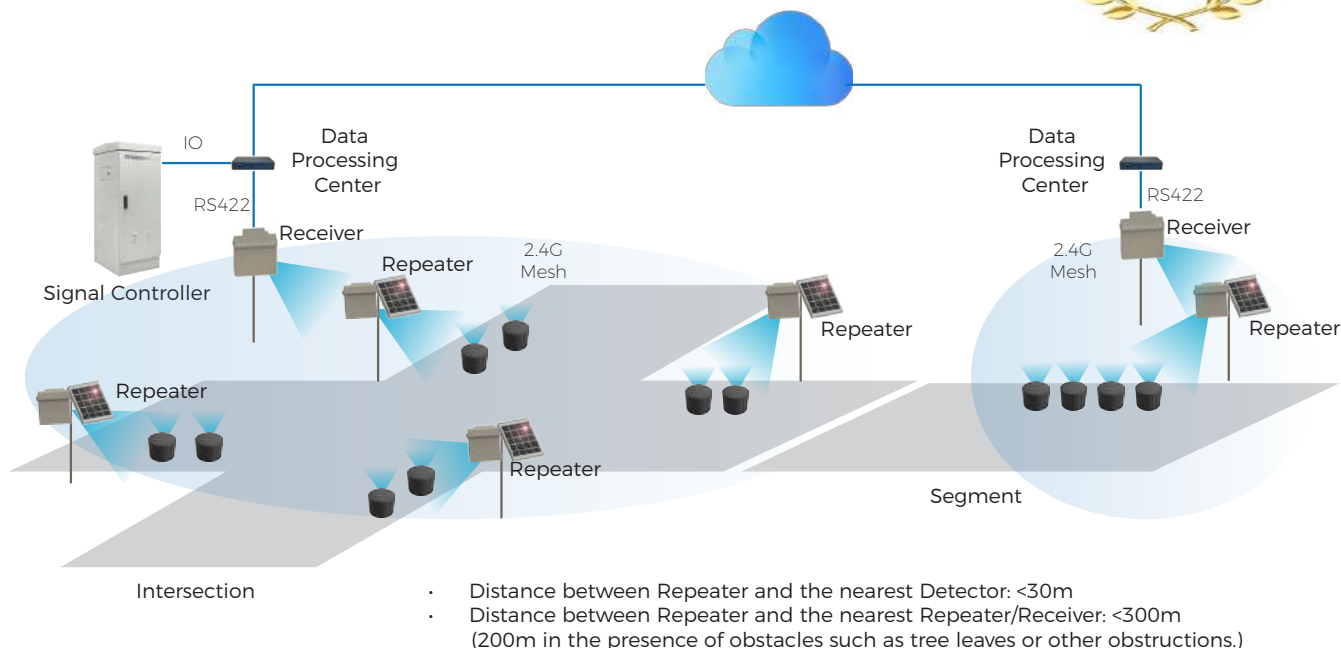 IO
Data
Processing
Center
Data
Processing
Center
RS422
RS422
Receiver
Receiver
2.4G
Mesh
2.4G
Mesh
Repeater
Signal Controller
Repeater
Repeater
Repeater
Repeater
Segment
Intersection
· Distance between Repeater and the nearest Detector: <30m
· Distance between Repeater and the nearest Repeater/Receiver: <300m
(200m in the presence of obstacles such as tree leaves or other obstructions.)